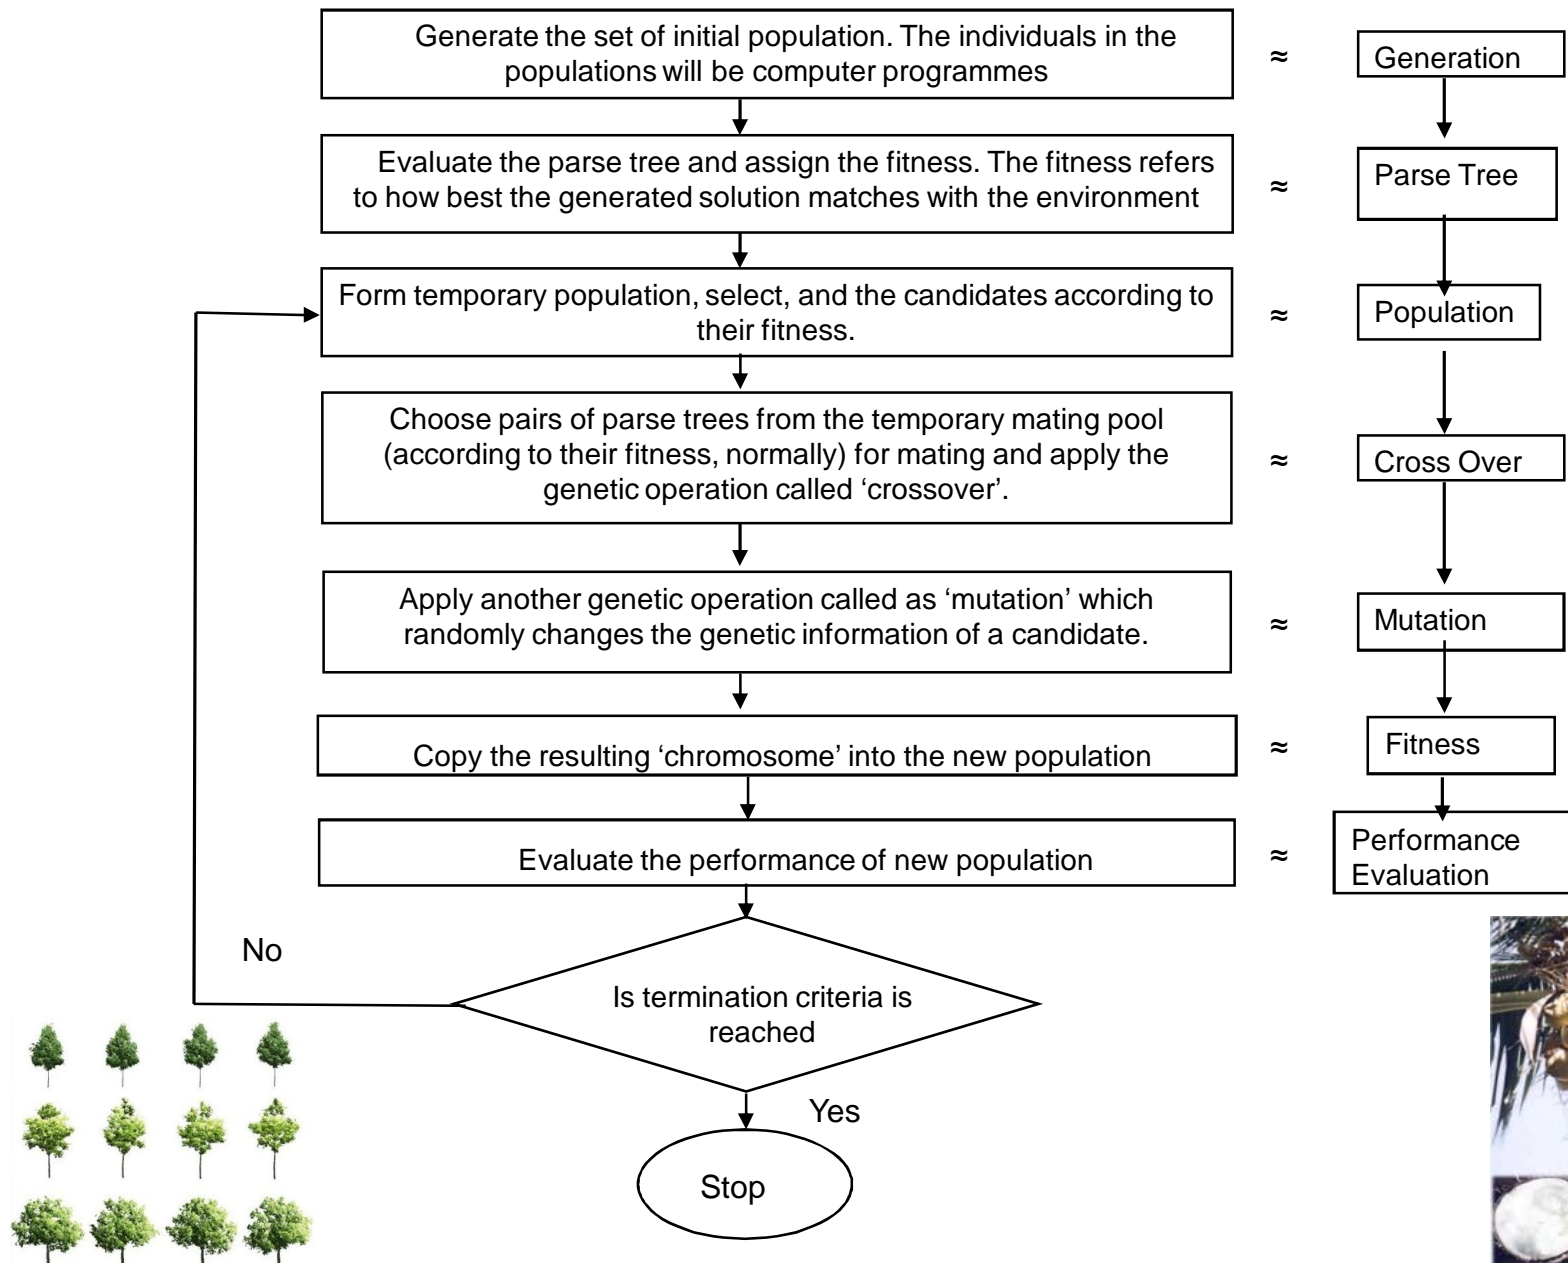 Generate the set of initial population. The individuals in the
populations will be computer programmes
≈
Generation
Evaluate the parse tree and assign the fitness. The fitness refers
to how best the generated solution matches with the environment
≈
Parse Tree
Form temporary population, select, and the candidates according to
their fitness.
≈
Population
Choose pairs of parse trees from the temporary mating pool
(according to their fitness, normally) for mating and apply the
genetic operation called ‘crossover’.
≈
Cross Over
Apply another genetic operation called as ‘mutation’ which
randomly changes the genetic information of a candidate.
≈
Mutation
Copy the resulting ‘chromosome’ into the new population
≈
Fitness
Evaluate the performance of new population
≈
Performance
Evaluation
No
Is termination criteria is
reached
Yes
Stop